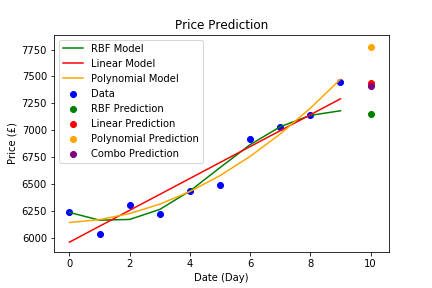 Price Prediction
7750
7500
7250
7000
6750
6500
6250
6000
Price (£)
RBF Model
Linear Model
Polynomial Model
Data
RBF Prediction
Linear Prediction
Polynomial Prediction
Combo Prediction
0 2 4 6 8 10
Date (Day)